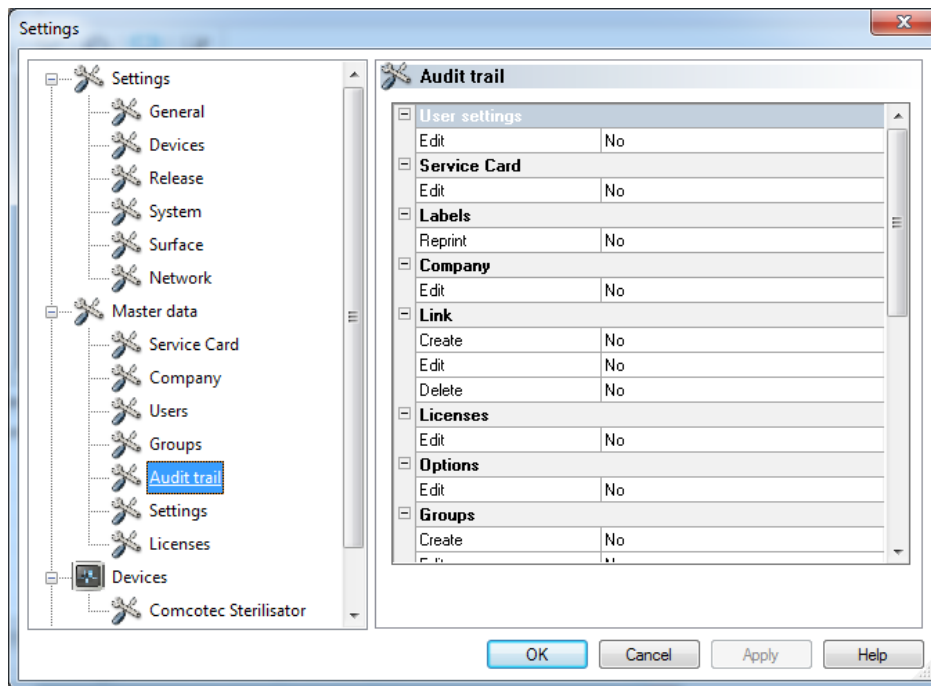 Settings
Settings
General
Devices
Release
System
Surface
Network
Master data
Service Card
Company
Users
Groups
Audit trail
Settings
Licenses
Devices
Comcotec Sterilisator
Audit trail
User settings
Edit No
Service Card
Edit No
Labels
Reprint No
Company
Edit No
Link
Create No
Edit No
Delete No
Licenses
Edit No
Options
Edit No
Groups
Create No
OK Cancel Apply Help